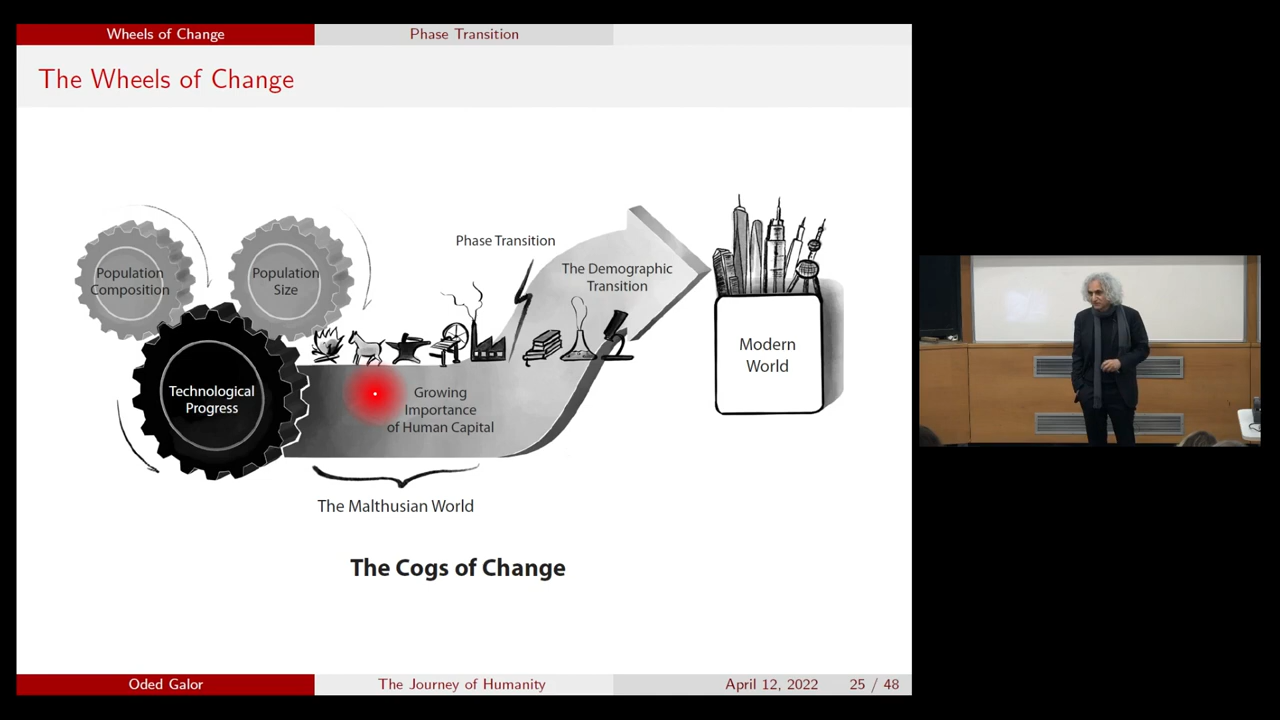 Wheels of Change
Phase Transition
The Wheels of Change
Population
Composition
Population
Size
Technological
Progress
Phase Transition
The Demographic
Transition
Growing
Importance
of Human Capital
Modern
World
The Malthusian World
The Cogs of Change
Oded Galor
The Journey of Humanity
April 12, 2022
25 / 48